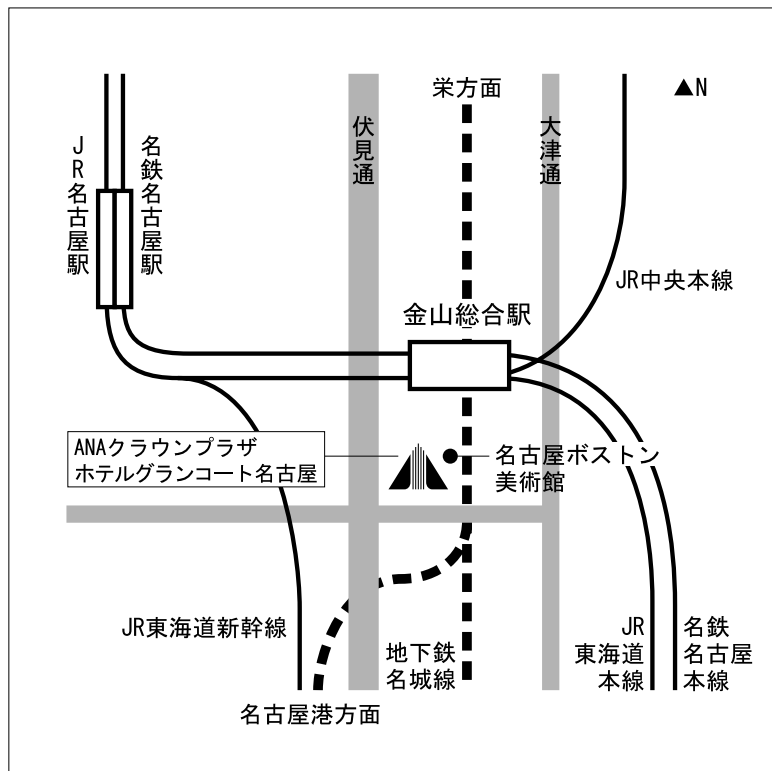 栄方面
▲N
伏見通
大津通
JR名古屋駅
名鉄名古屋駅
JR中央本線
金山総合駅
ANAクラウンプラザ
ホテルグランコート名古屋
名古屋ボストン
美術館
JR東海道新幹線
地下鉄
名城線
JR
東海道
本線
名鉄
名古屋
本線
名古屋港方面